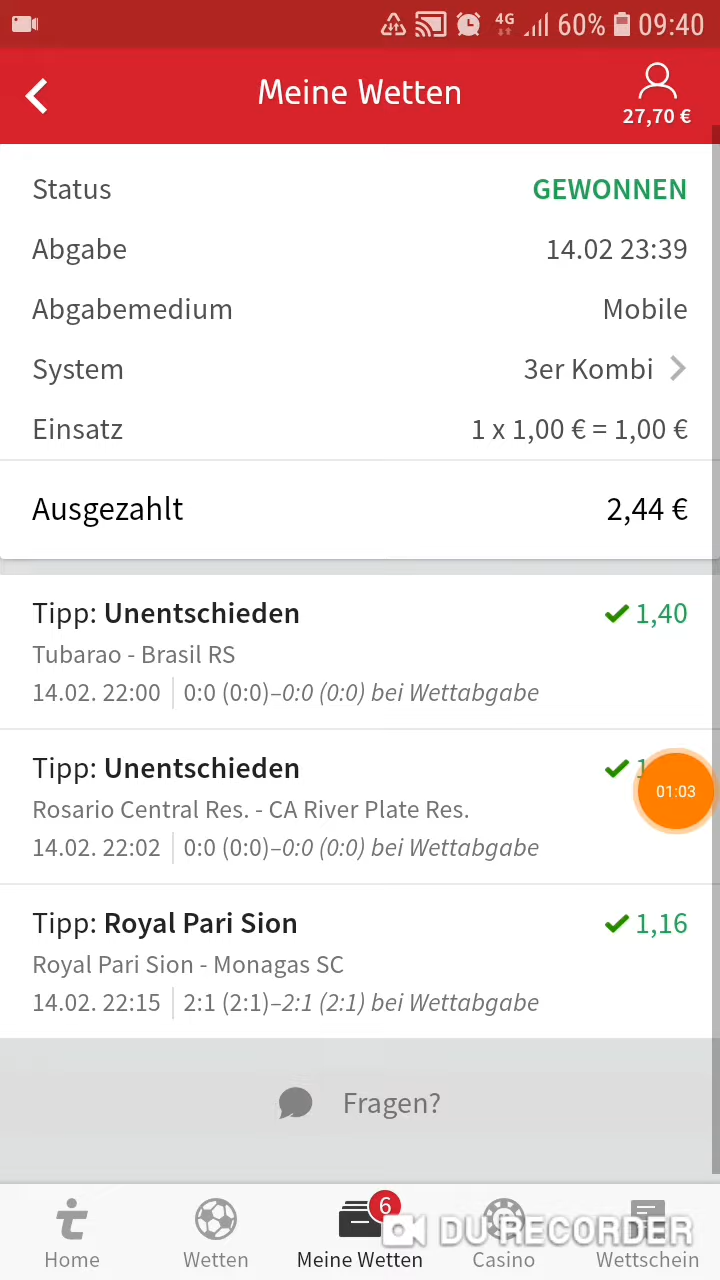 4G 60% 09:40
Meine Wetten
27,70 €
Status GEWONNEN
Abgabe 14.02 23:39
Abgabemedium Mobile
System 3er Kombi
Einsatz 1 x 1,00 € = 1,00 €
Ausgezahlt 2,44 €
Tipp: Unentschieden 1,40
Tubarao - Brasil RS
14.02. 22:00 0:0 (0:0)–0:0 (0:0) bei Wettabgabe
Tipp: Unentschieden
01:03
Rosario Central Res. - CA River Plate Res.
14.02. 22:02 0:0 (0:0)–0:0 (0:0) bei Wettabgabe
Tipp: Royal Pari Sion 1,16
Royal Pari Sion - Monagas SC
14.02. 22:15 2:1 (2:1)–2:1 (2:1) bei Wettabgabe
Fragen?
6
DU RECORDER
Home Wetten Meine Wetten Casino Wettschein